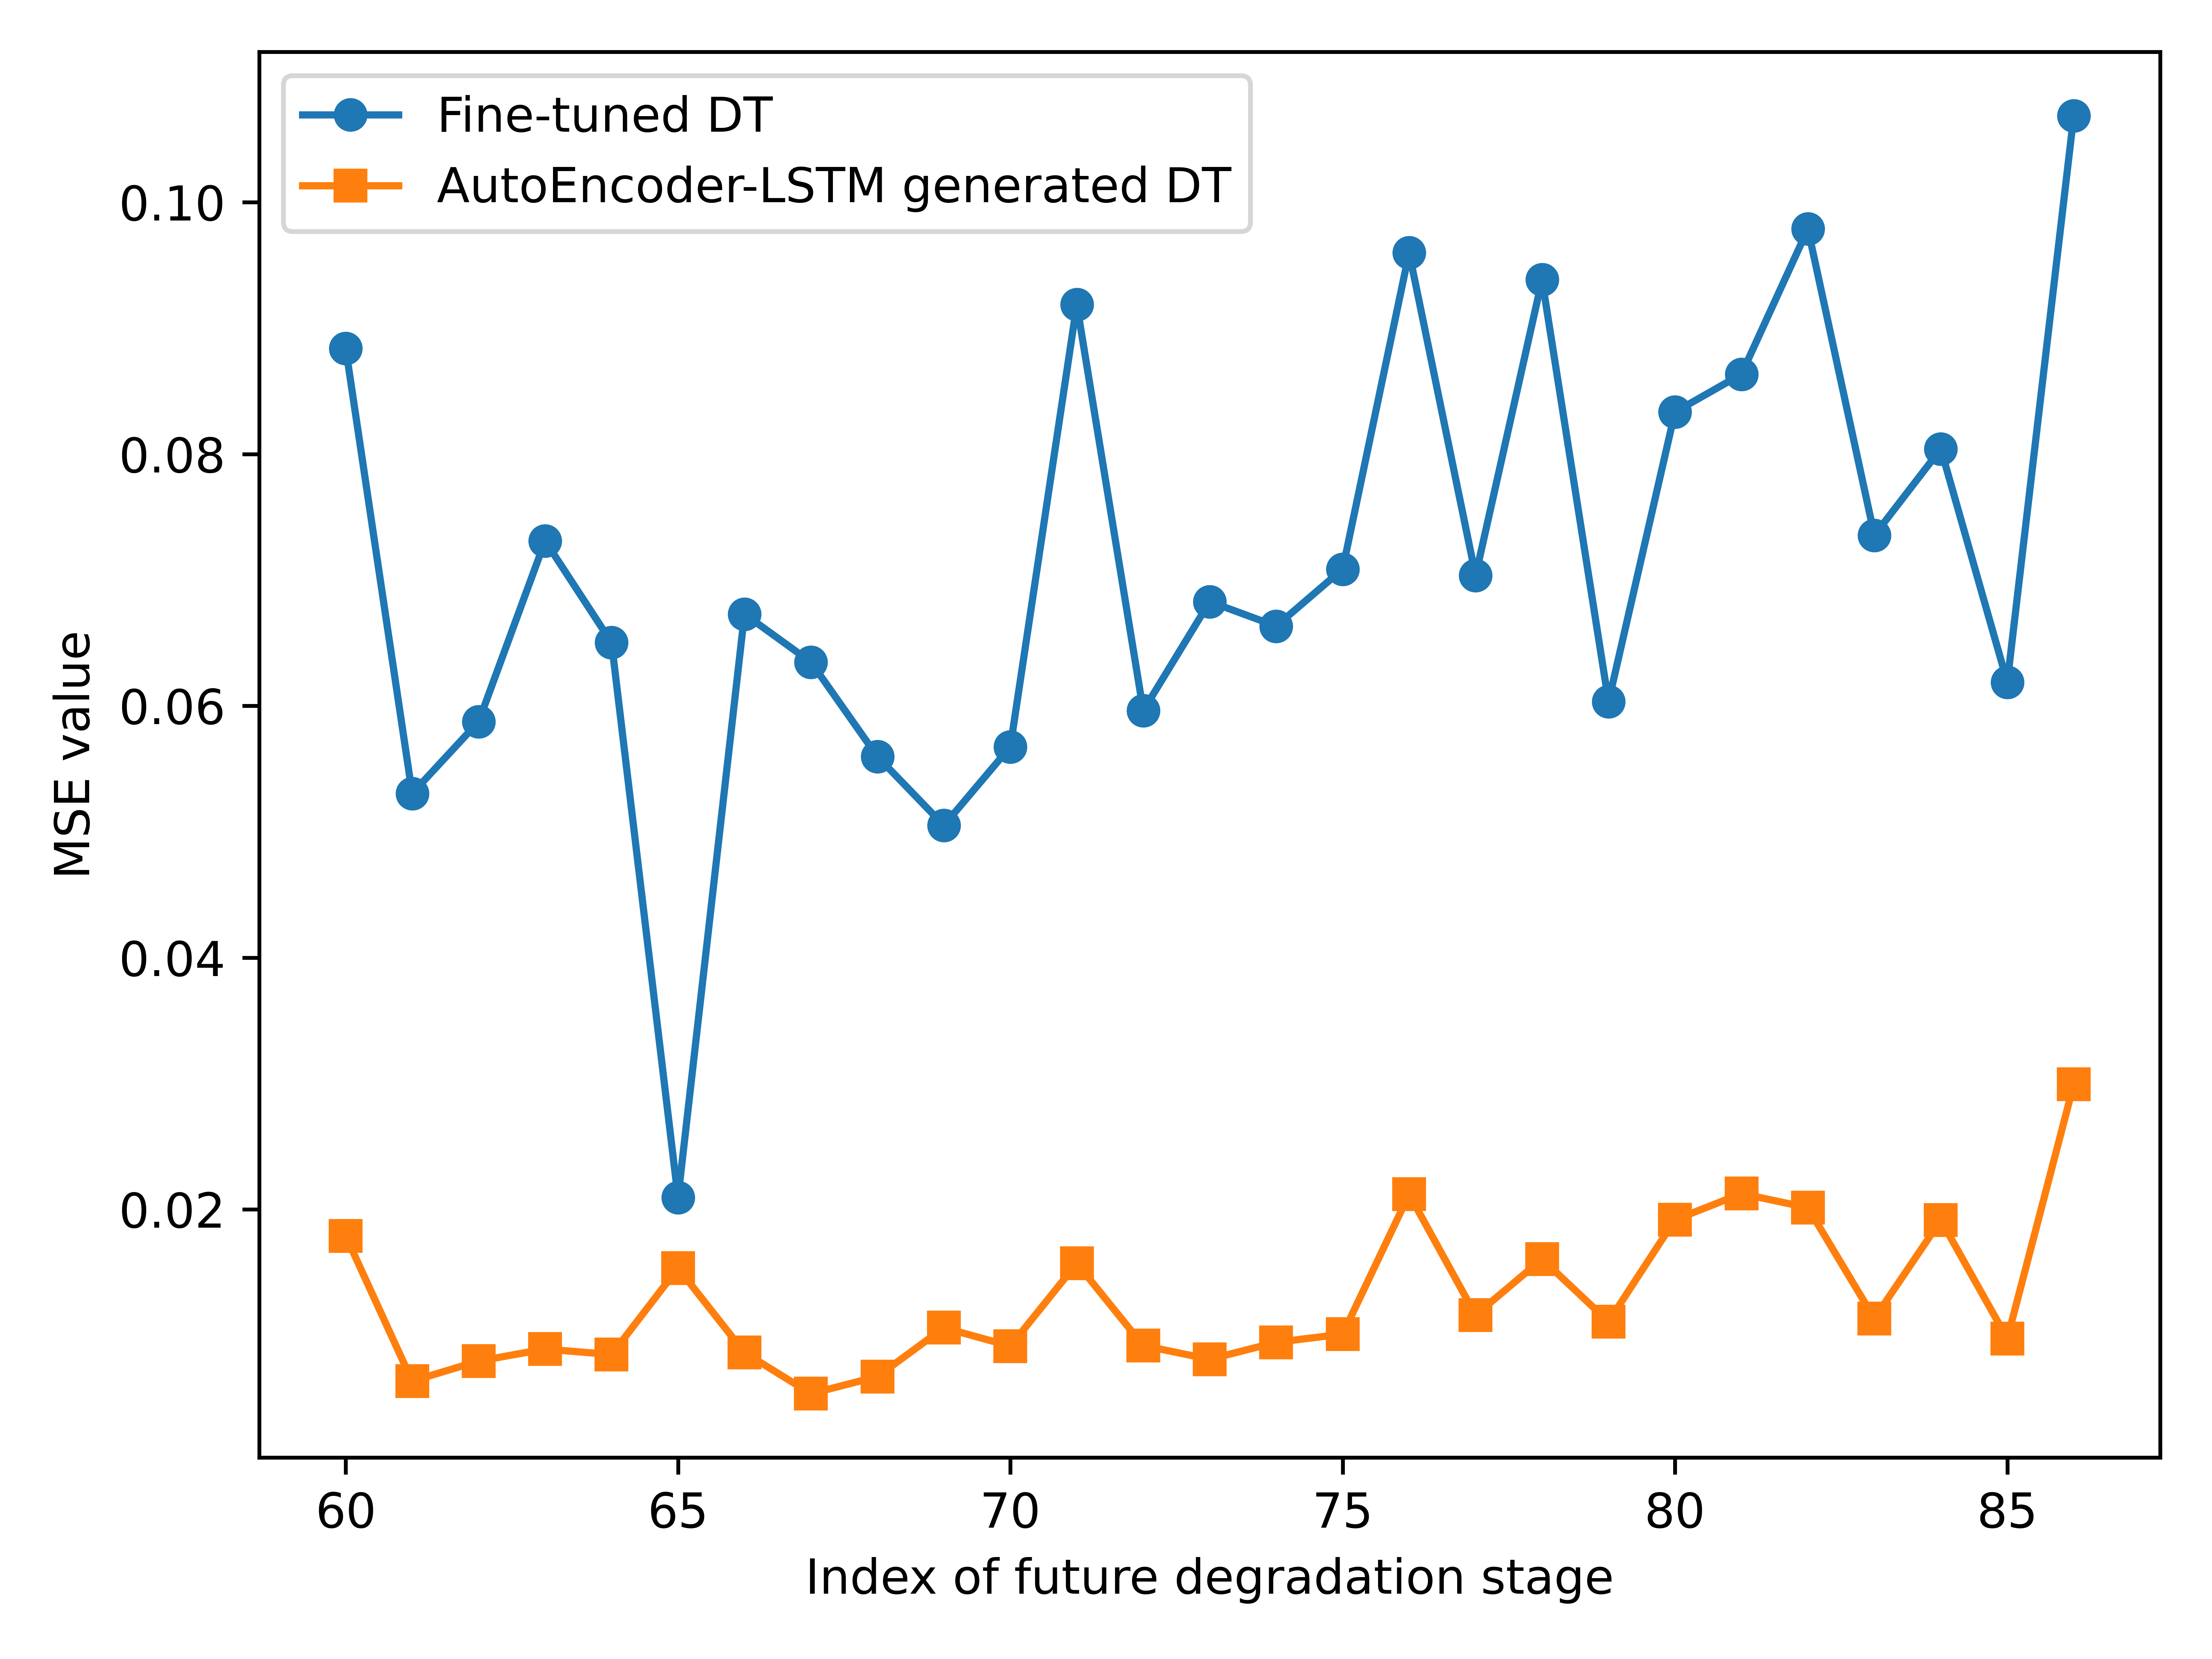 Fine-tuned DT
AutoEncoder-LSTM generated DT
0.10
0.08
0.06
0.04
0.02
MSE value
60 65 70 75 80 85
Index of future degradation stage